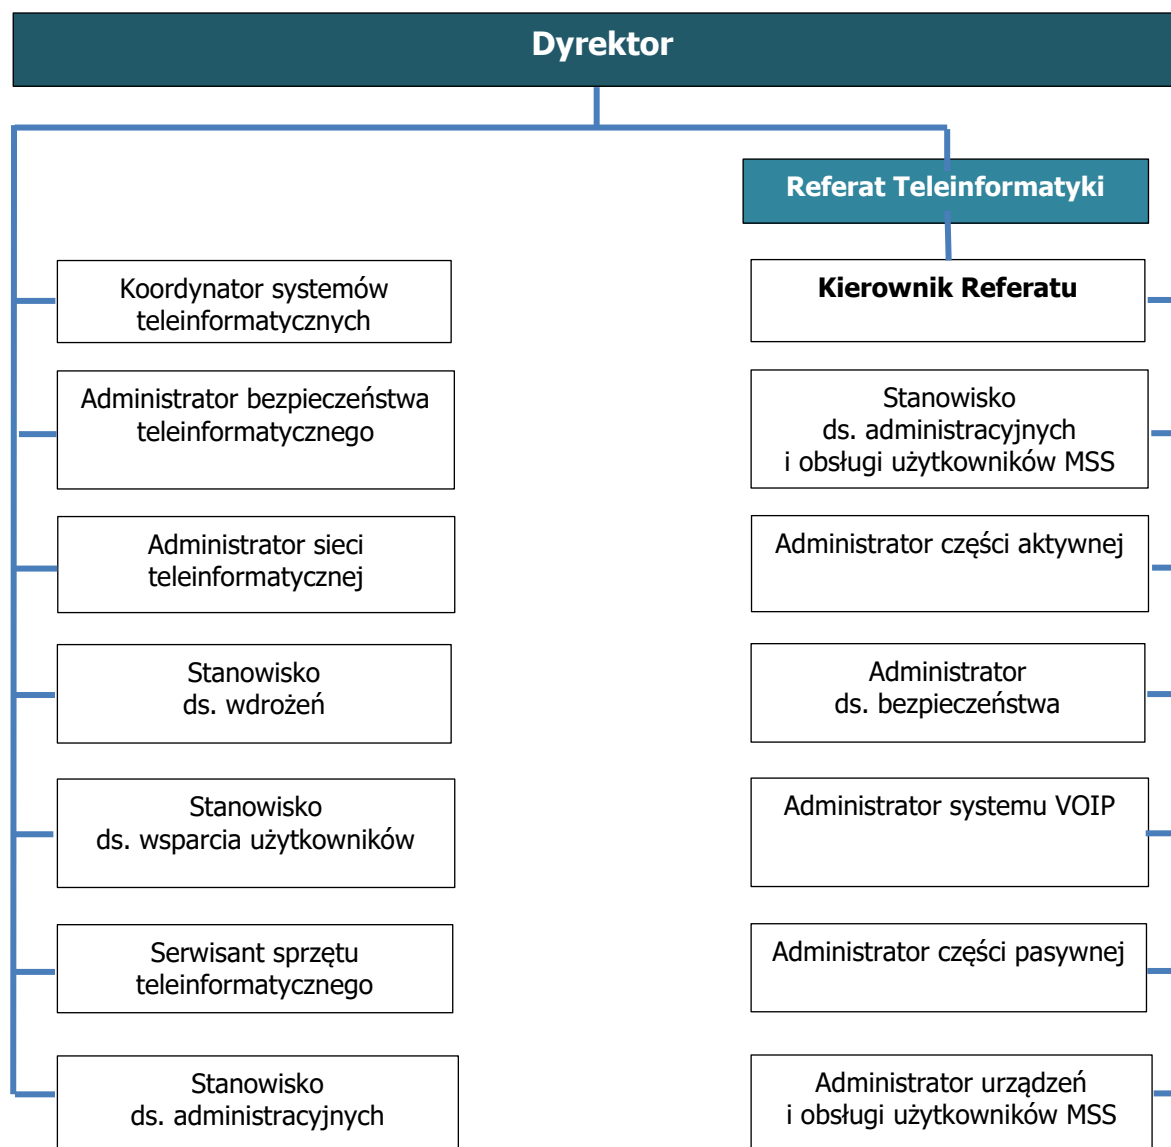 Dyrektor
Referat Teleinformatyki
Koordynator systemów
teleinformatycznych
Administrator bezpieczeństwa
teleinformatycznego
Administrator sieci
teleinformatycznej
Stanowisko
ds. wdrożeń
Stanowisko
ds. wsparcia użytkowników
Serwisant sprzętu
teleinformatycznego
Stanowisko
ds. administracyjnych
Kierownik Referatu
Stanowisko
ds. administracyjnych
i obsługi użytkowników MSS
Administrator części aktywnej
Administrator
ds. bezpieczeństwa
Administrator systemu VOIP
Administrator części pasywnej
Administrator urządzeń
i obsługi użytkowników MSS